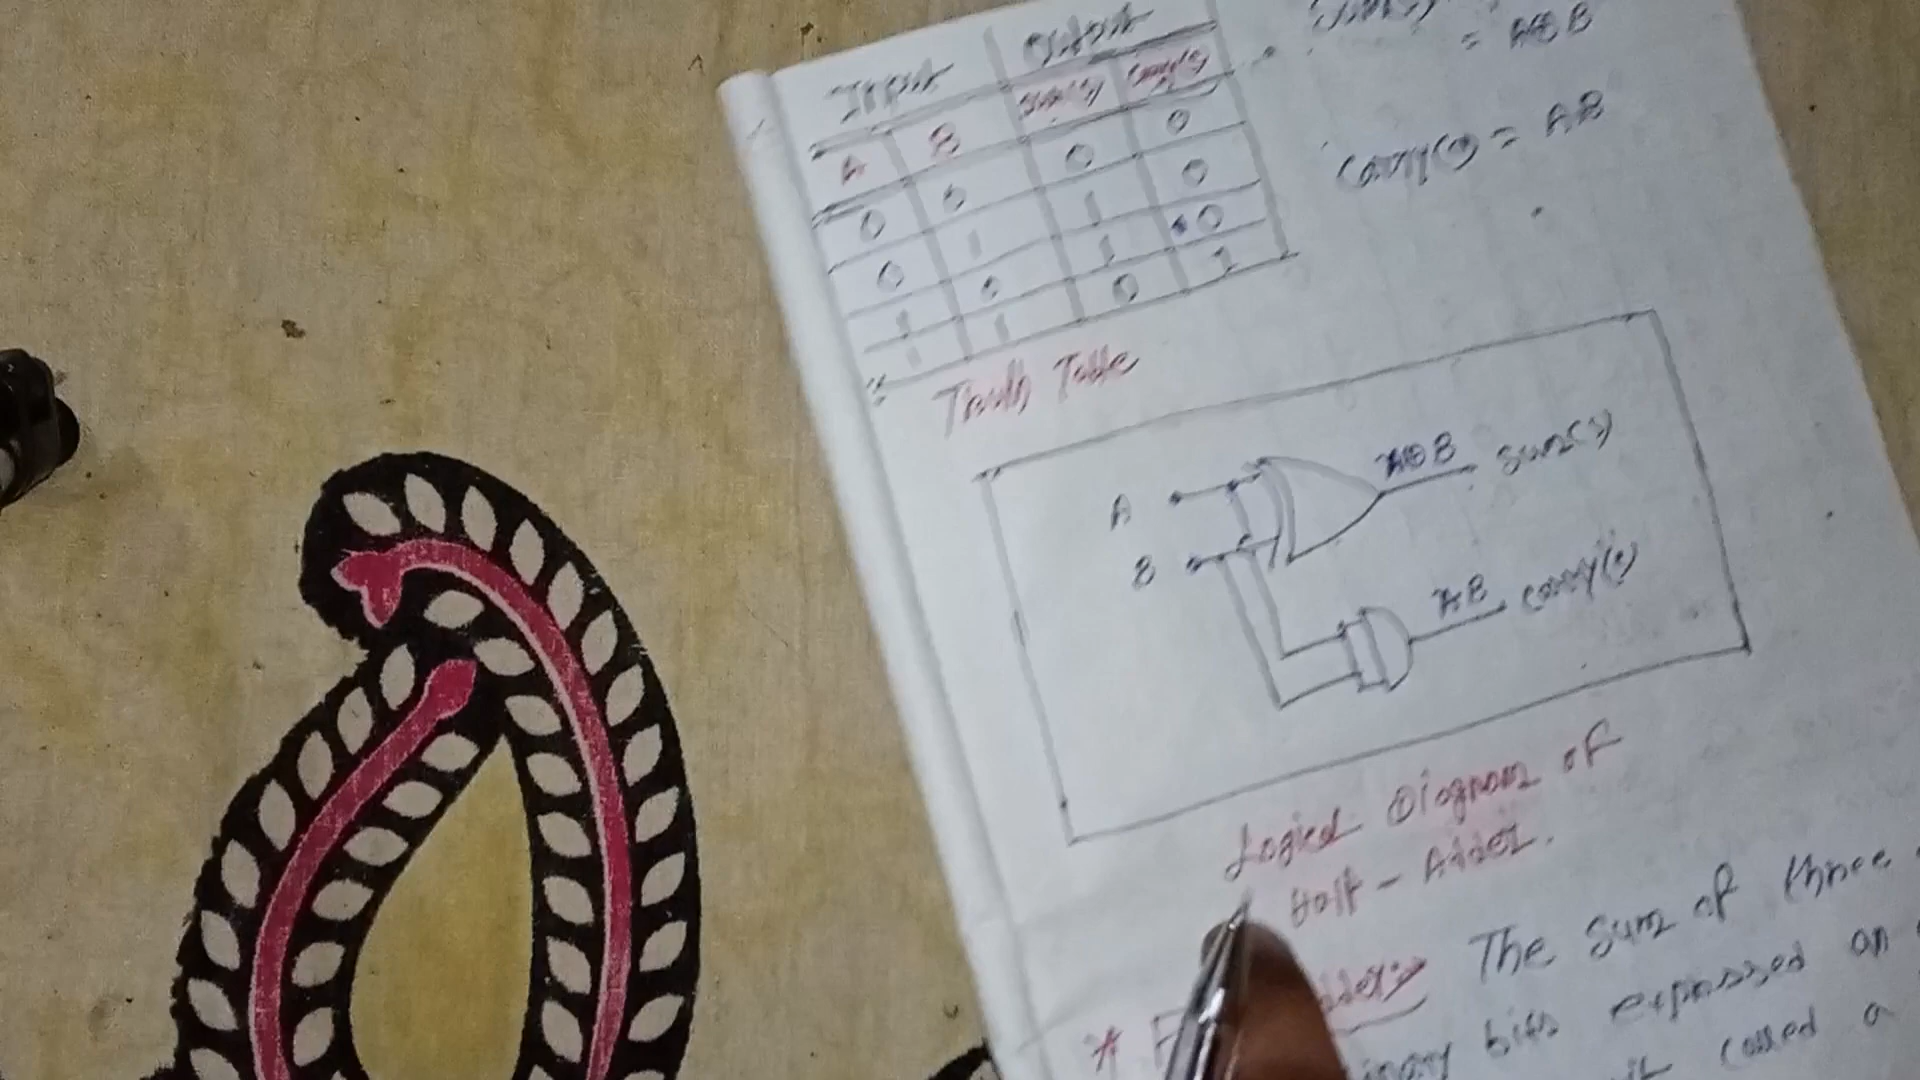 Input Output
A B Sum(s) Carry(c)
0 0 0 0
0 1 1 0
1 0 1 0
1 1 0 1
= A⊕B
Carry(c) = AB
Truth Table
A
B
A⊕B Sum(s)
AB Carry(c)
Logical Diagram of
Half - Adder.
* The Sum of three
bits expressed an
called a